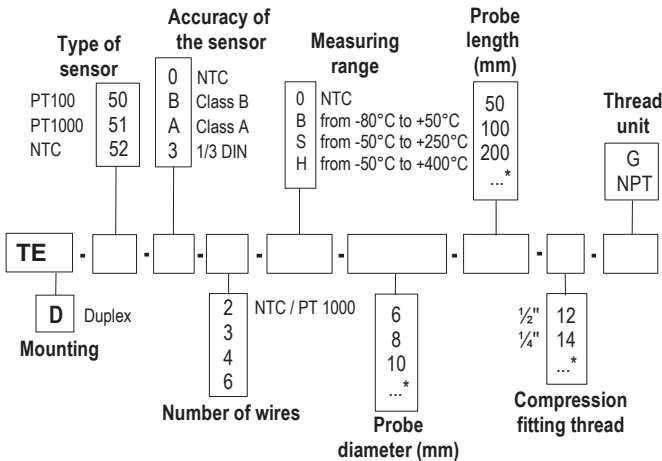 Type of
sensor
PT100 50
PT1000 51
NTC 52
Accuracy of
the sensor
0 NTC
B Class B
A Class A
3 1/3 DIN
Measuring
range
0 NTC
B from -80°C to +50°C
S from -50°C to +250°C
H from -50°C to +400°C
Probe
length
(mm)
50
100
200
...*
Thread
unit
G
NPT
TE - - - - - - - -
D Duplex
Mounting
2 NTC / PT 1000
3
4
6
Number of wires
6
8
10
...*
Probe
diameter (mm)
½" 12
¼" 14
...*
Compression
fitting thread